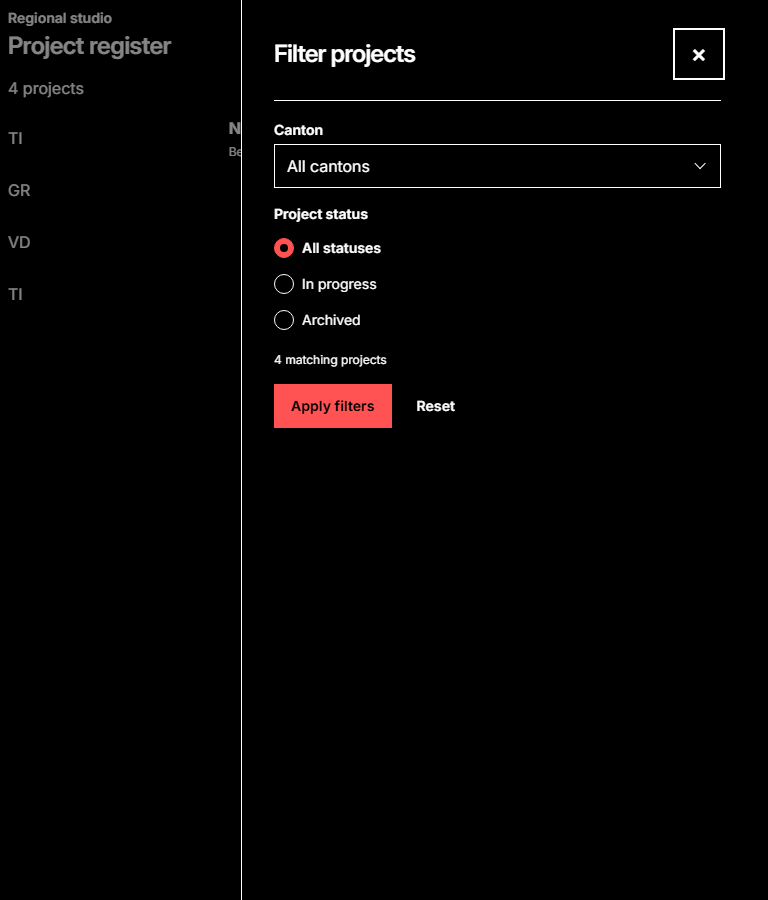 Regional studio
Project register
4 projects
TI
GR
VD
TI
Filter projects
Canton
All cantons
Project status
All statuses
In progress
Archived
4 matching projects
Apply filters
Reset